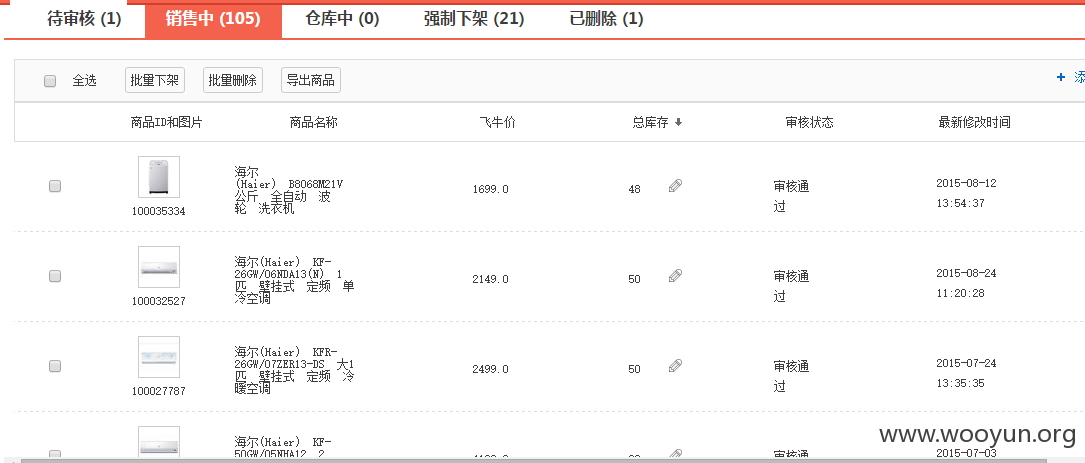 待审核 (1) 销售中 (105) 仓库中 (0) 强制下架 (21) 已删除 (1)
全选 批量下架 批量删除 导出商品 + 添
商品ID和图片 商品名称 飞牛价 总库存 审核状态 最新修改时间
海尔
(Haier) B8068M21V
公斤 全自动 波
轮 洗衣机
100035334
1699.0
48
审核通
过
2015-08-12
13:54:37
海尔(Haier) KF-
26GW/06NDA13(N) 1
匹 壁挂式 定频 单
冷空调
100032527
2149.0
50
审核通
过
2015-08-24
11:20:28
海尔(Haier) KFR-
26GW/07ZER13-DS 大1
匹 壁挂式 定频 冷
暖空调
100027787
2499.0
50
审核通
过
2015-07-24
13:35:35
海尔(Haier) KF-
50GW/05NHA12 2
审核通
2015-07-03
www.wooyun.org